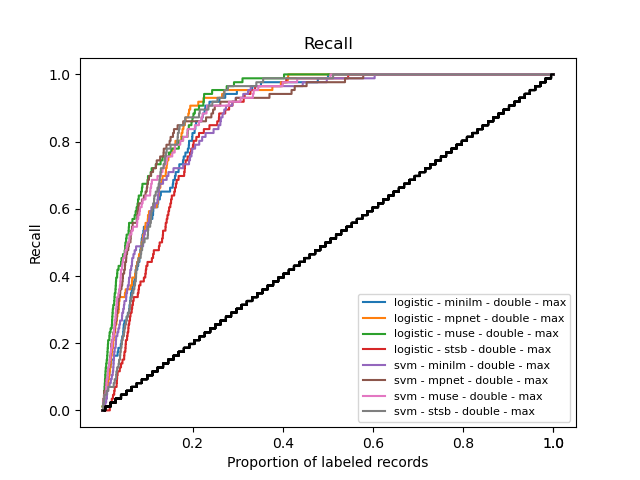 Recall
1.0
0.8
0.6
0.4
0.2
0.0
Recall
logistic - minilm - double - max
logistic - mpnet - double - max
logistic - muse - double - max
logistic - stsb - double - max
svm - minilm - double - max
svm - mpnet - double - max
svm - muse - double - max
svm - stsb - double - max
0.2 0.4 0.6 0.8 1.0
Proportion of labeled records